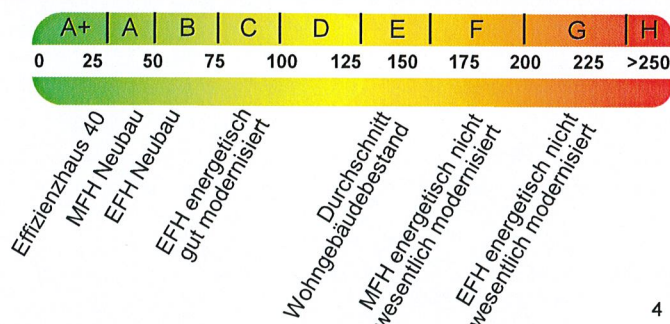 A+ A B C D E F G H
0 25 50 75 100 125 150 175 200 225 >250
Effizienzhaus 40
MFH Neubau
EFH Neubau
EFH energetisch
gut modernisiert
Durchschnitt
Wohngebäudebestand
MFH energetisch nicht
wesentlich modernisiert
EFH energetisch nicht
wesentlich modernisiert
4